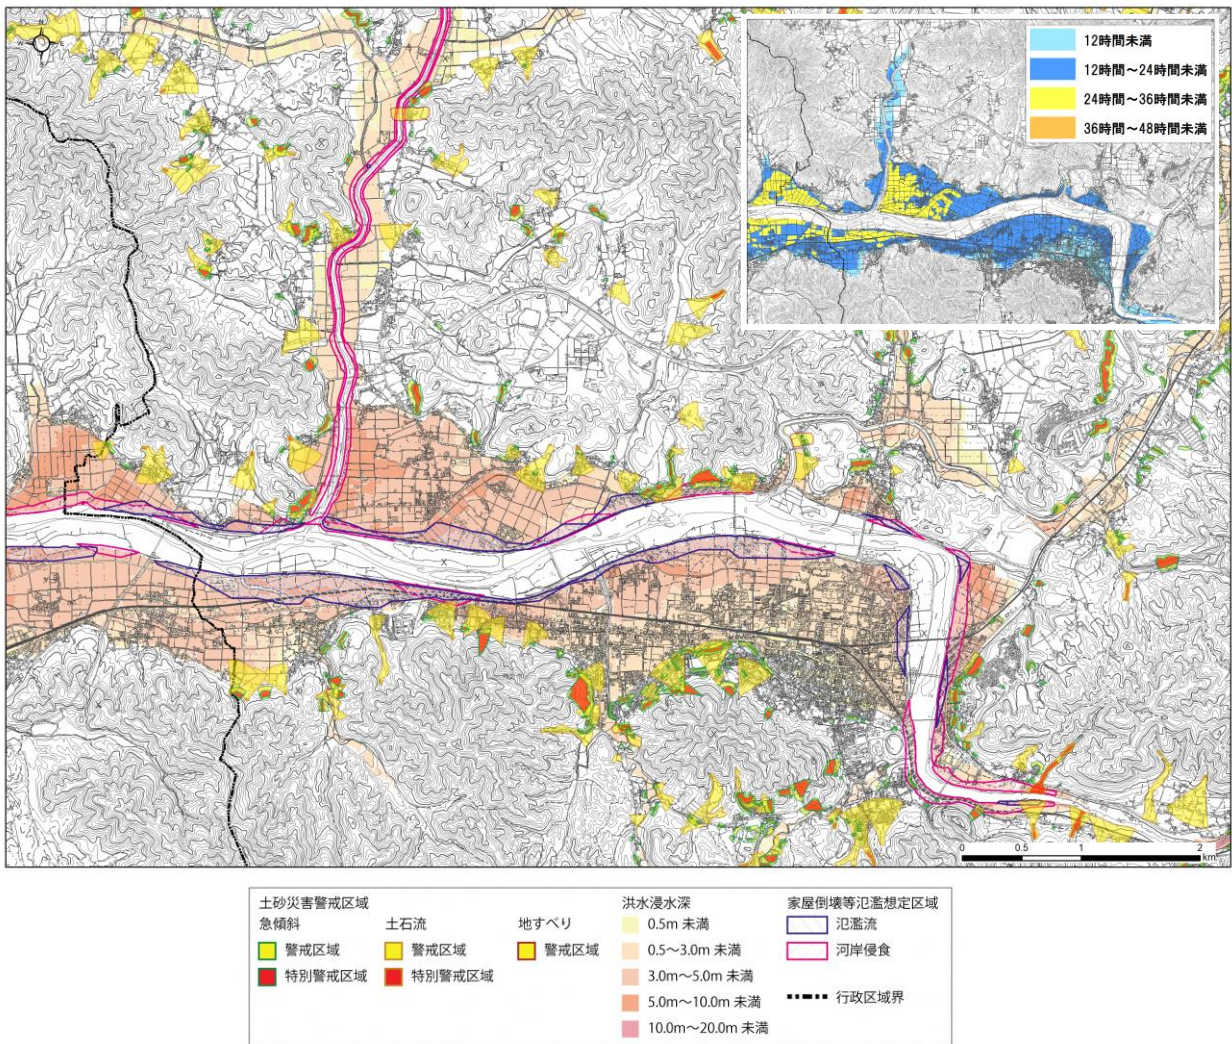 W E
12時間未満
12時間～24時間未満
24時間～36時間未満
36時間～48時間未満
0 0.5 1 2
km
土砂災害警戒区域
急傾斜
警戒区域
特別警戒区域
土石流
警戒区域
特別警戒区域
地すべり
警戒区域
洪水浸水深
0.5m 未満
0.5～3.0m 未満
3.0m～5.0m 未満
5.0m～10.0m 未満
10.0m～20.0m 未満
家屋倒壊等氾濫想定区域
氾濫流
河岸侵食
行政区域界